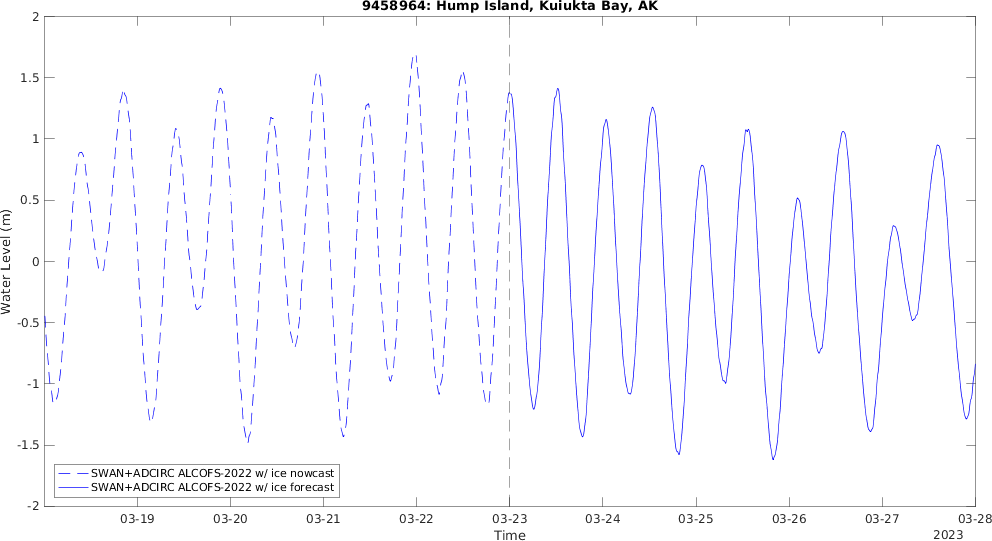 9458964: Hump Island, Kuiukta Bay, AK
2
1.5
1
0.5
0
-0.5
-1
-1.5
-2
Water Level (m)
SWAN+ADCIRC ALCOFS-2022 w/ ice nowcast
SWAN+ADCIRC ALCOFS-2022 w/ ice forecast
03-19 03-20 03-21 03-22 03-23 03-24 03-25 03-26 03-27 03-28
Time
2023